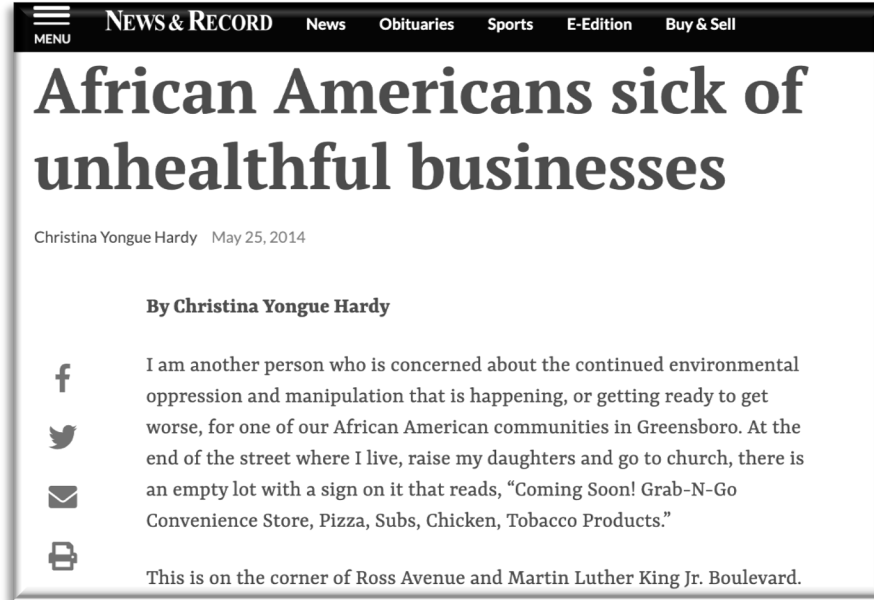 MENU
NEWS & RECORD News Obituaries Sports E-Edition Buy & Sell
African Americans sick of
unhealthful businesses
Christina Yongue Hardy May 25, 2014
By Christina Yongue Hardy
I am another person who is concerned about the continued environmental
oppression and manipulation that is happening, or getting ready to get
worse, for one of our African American communities in Greensboro. At the
end of the street where I live, raise my daughters and go to church, there is
an empty lot with a sign on it that reads, “Coming Soon! Grab-N-Go
Convenience Store, Pizza, Subs, Chicken, Tobacco Products.”
This is on the corner of Ross Avenue and Martin Luther King Jr. Boulevard.